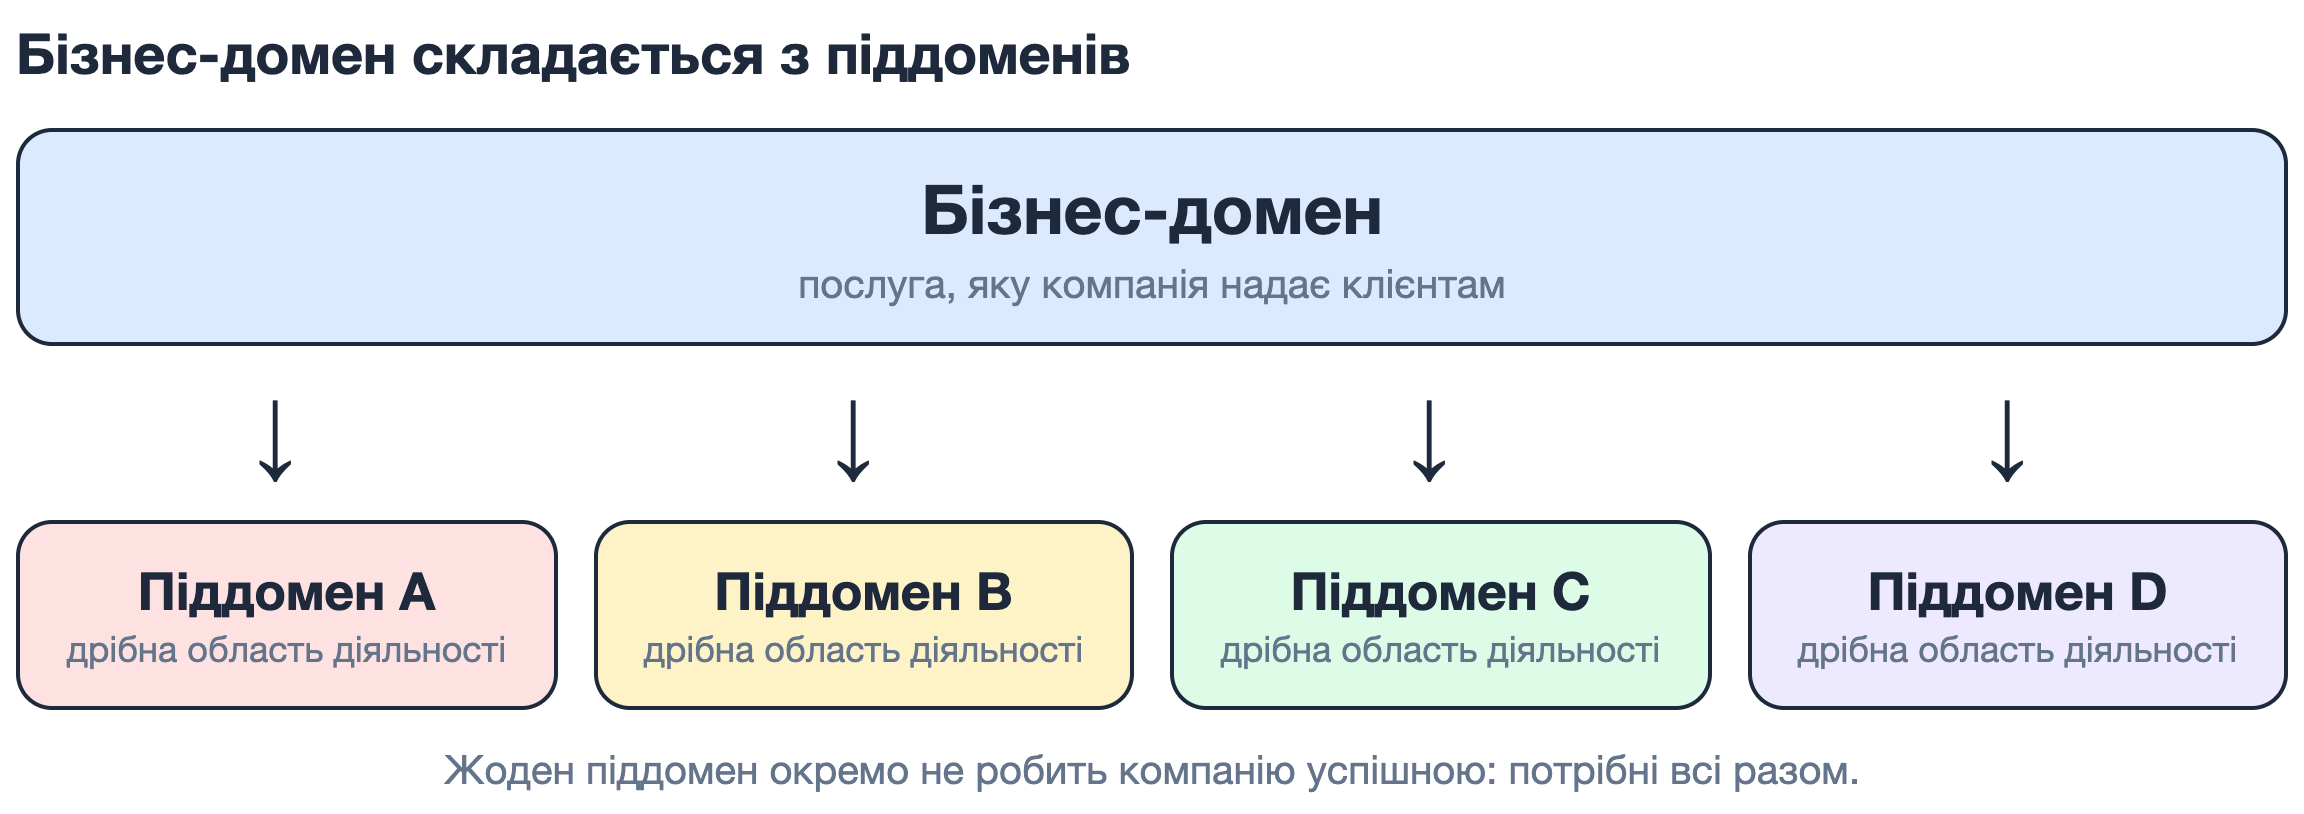 Бізнес-домен складається з піддоменів
Бізнес-домен
послуга, яку компанія надає клієнтам
Піддомен A
дрібна область діяльності
Піддомен B
дрібна область діяльності
Піддомен C
дрібна область діяльності
Піддомен D
дрібна область діяльності
Жоден піддомен окремо не робить компанію успішною: потрібні всі разом.